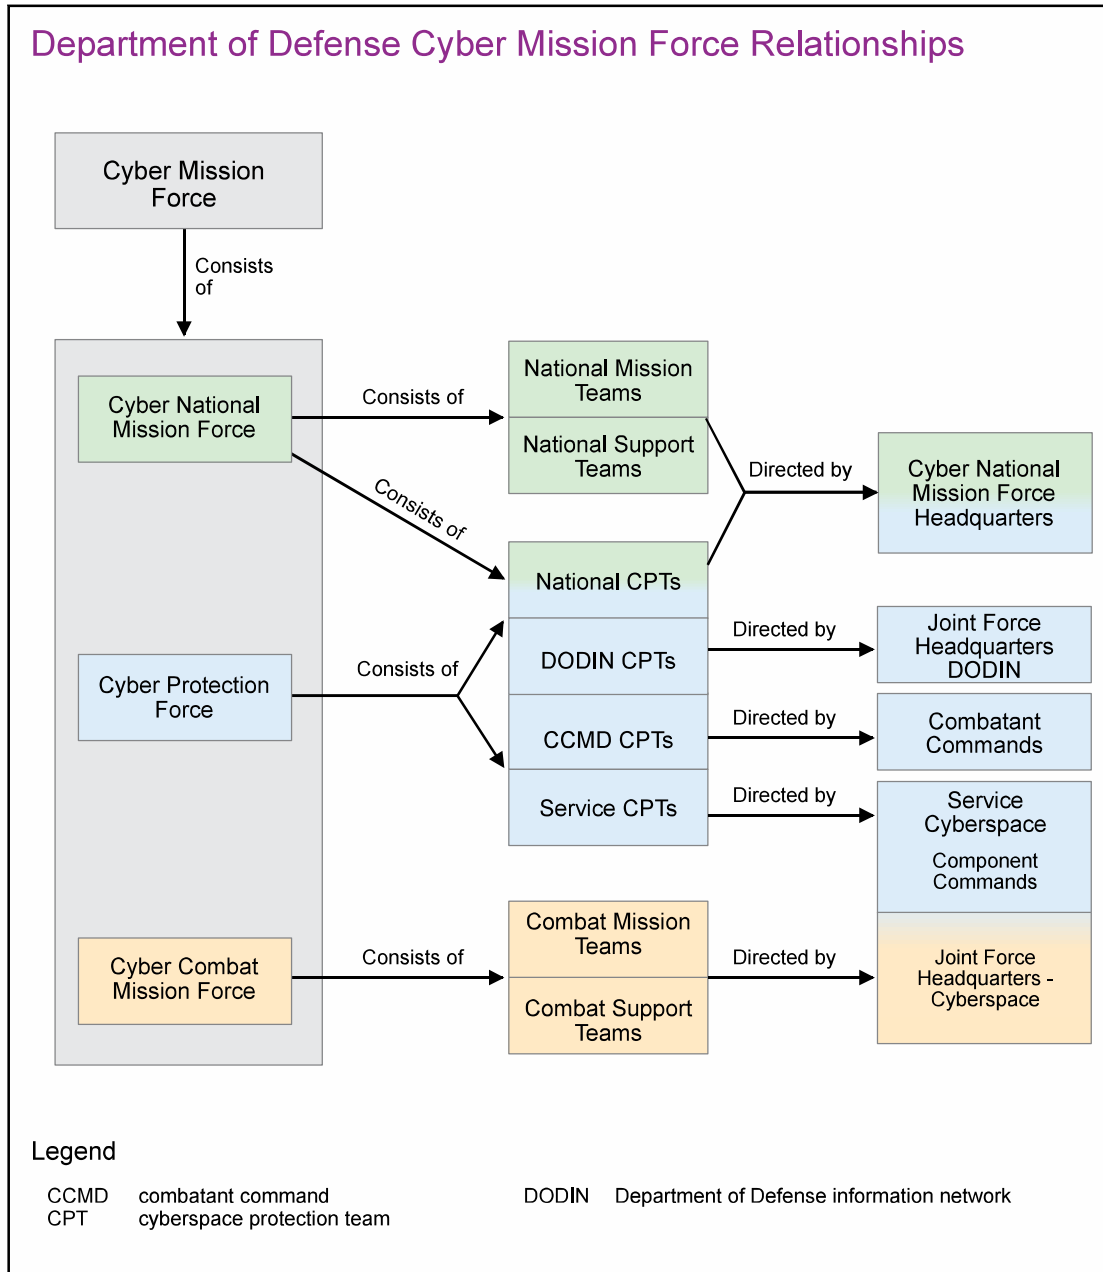 Department of Defense Cyber Mission Force Relationships
Cyber Mission
Force
Consists
of
Cyber National
Mission Force
Consists of
Consists of
National Mission
Teams
National Support
Teams
Directed by
Cyber National
Mission Force
Headquarters
Cyber Protection
Force
Consists of
National CPTs
DODIN CPTs
CCMD CPTs
Service CPTs
Directed by
Joint Force
Headquarters
DODIN
Directed by
Combatant
Commands
Directed by
Service
Cyberspace
Component
Commands
Cyber Combat
Mission Force
Consists of
Combat Mission
Teams
Combat Support
Teams
Directed by
Joint Force
Headquarters -
Cyberspace
Legend
CCMD combatant command
CPT cyberspace protection team
DODIN Department of Defense information network